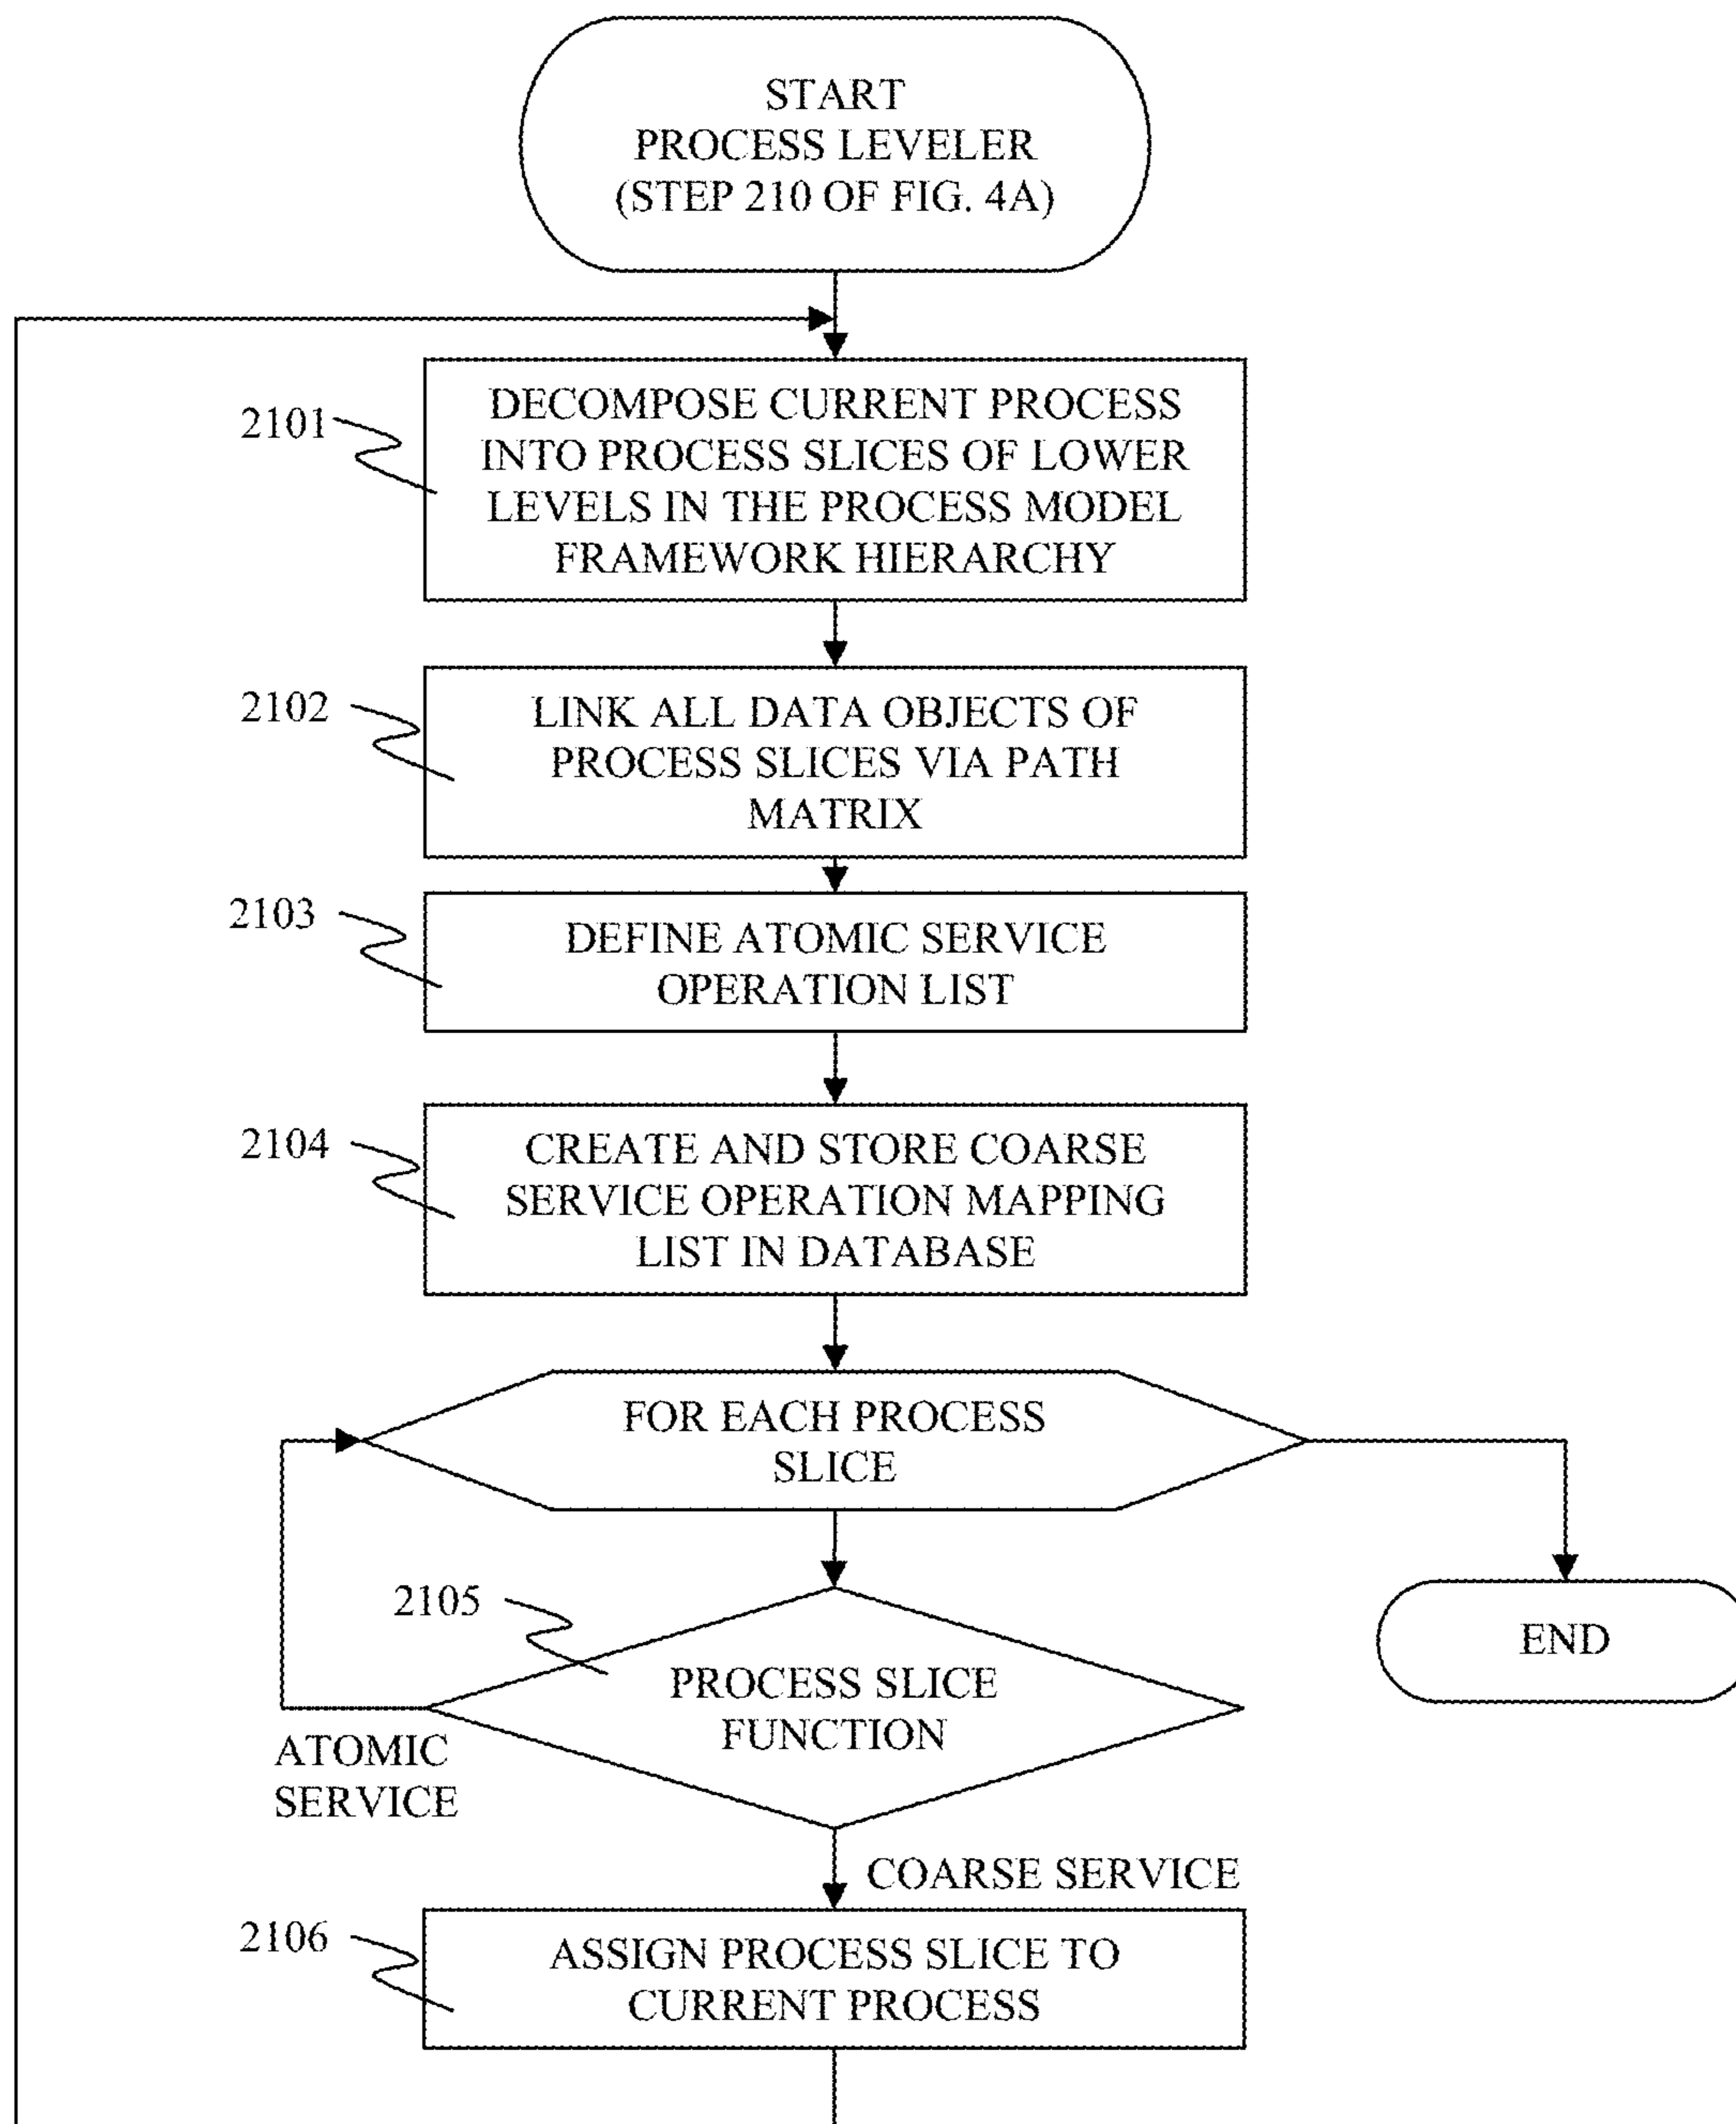 START
PROCESS LEVELER
(STEP 210 OF FIG. 4A)
2101
DECOMPOSE CURRENT PROCESS
INTO PROCESS SLICES OF LOWER
LEVELS IN THE PROCESS MODEL
FRAMEWORK HIERARCHY
2102
LINK ALL DATA OBJECTS OF
PROCESS SLICES VIA PATH
MATRIX
2103
DEFINE ATOMIC SERVICE
OPERATION LIST
2104
CREATE AND STORE COARSE
SERVICE OPERATION MAPPING
LIST IN DATABASE
FOR EACH PROCESS
SLICE
2105
PROCESS SLICE
FUNCTION
END
ATOMIC
SERVICE
COARSE SERVICE
2106
ASSIGN PROCESS SLICE TO
CURRENT PROCESS